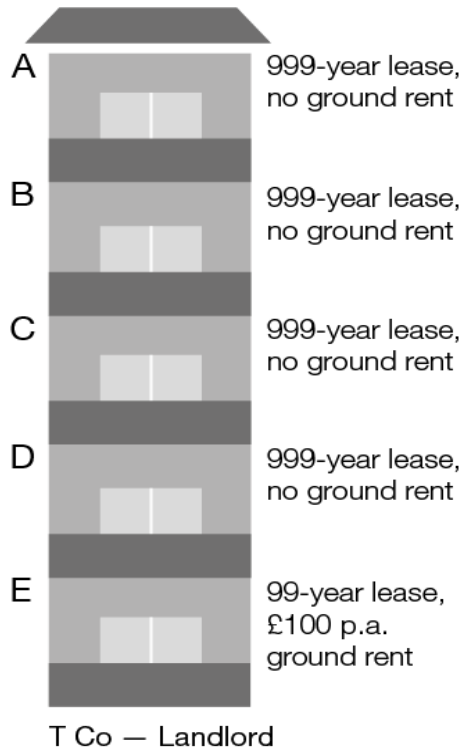 A
999-year lease,
no ground rent
B
999-year lease,
no ground rent
C
999-year lease,
no ground rent
D
999-year lease,
no ground rent
E
99-year lease,
£100 p.a.
ground rent
T Co — Landlord